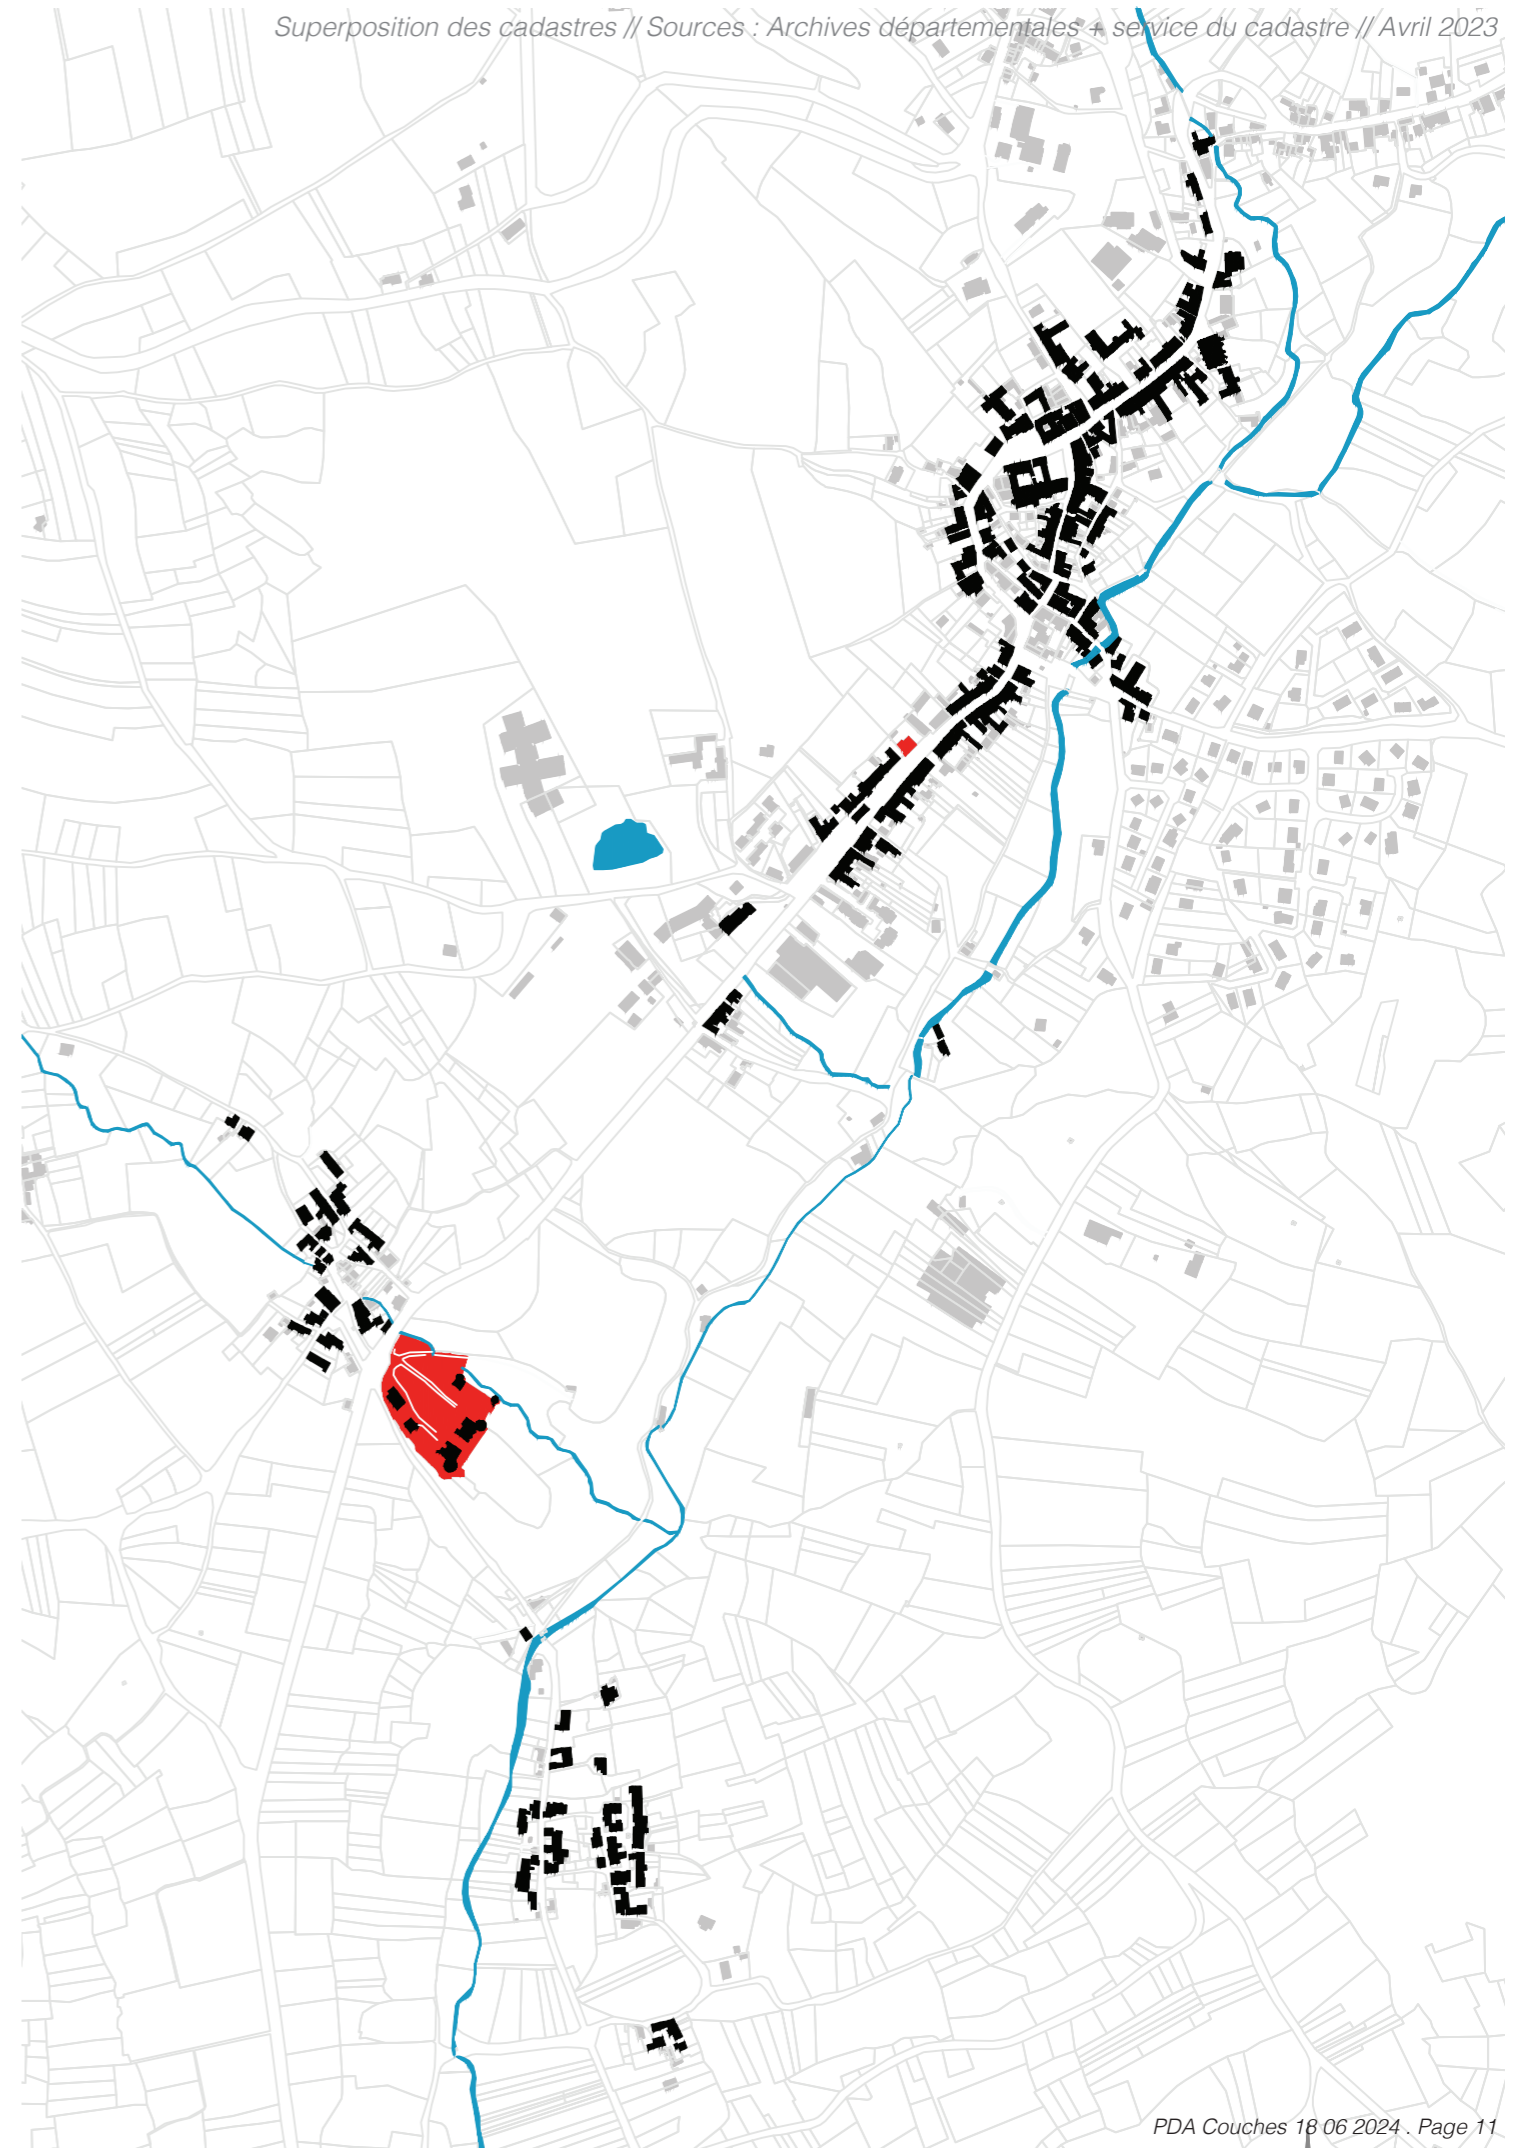 Superposition des cadastres // Sources : Archives départementales + service du cadastre // Avril 2023
PDA Couches 18 06 2024 . Page 11